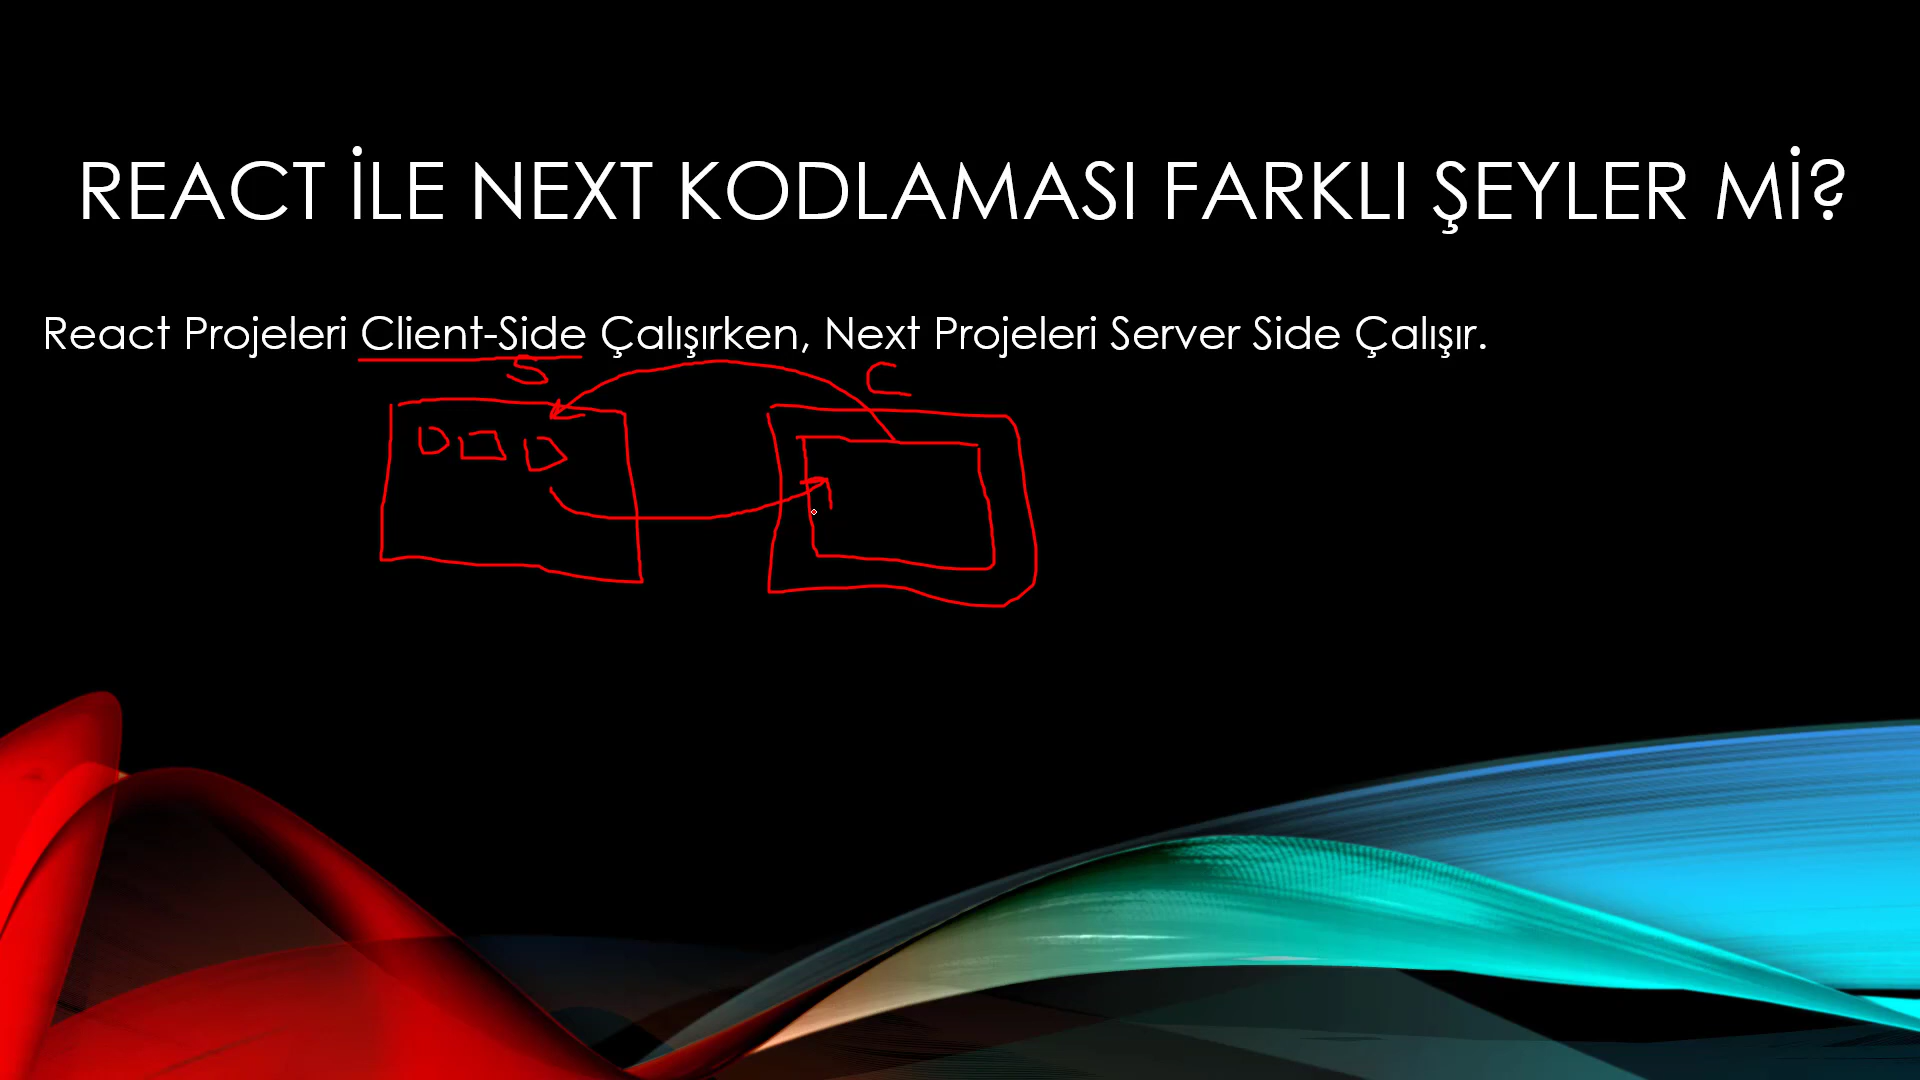 REACT İLE NEXT KODLAMASI FARKLI ŞEYLER Mİ?
React Projeleri Client-Side Çalışırken, Next Projeleri Server Side Çalışır.
S C